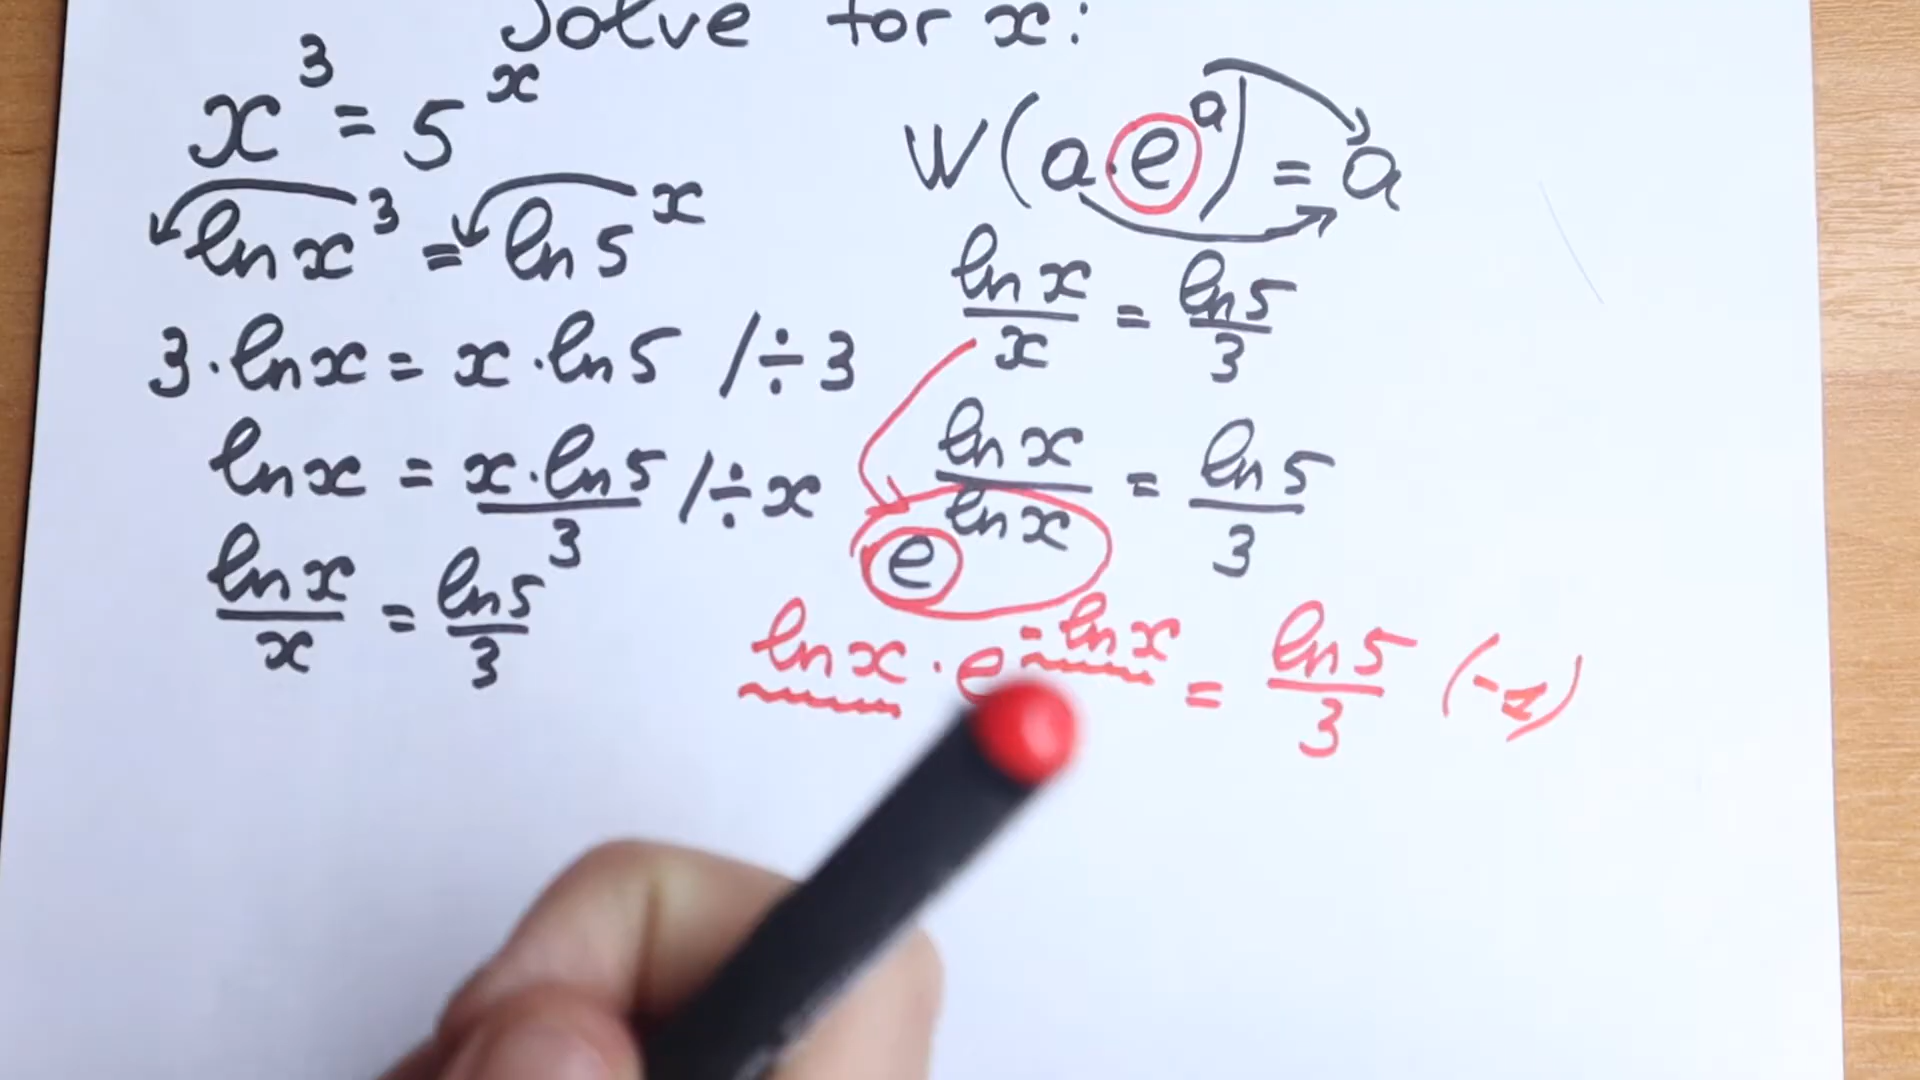 Solve for x:
x³ = 5ˣ
ln x³ = ln 5ˣ
3 · ln x = x · ln 5 / ÷ 3
ln x = x · ln 5 / 3 / ÷ x
ln x / x = ln 5 / 3
W(a · eᵃ) = a
ln x / x = ln 5 / 3
ln x / e^(ln x) = ln 5 / 3
ln x · e^(-ln x) = ln 5 / 3 (-1)